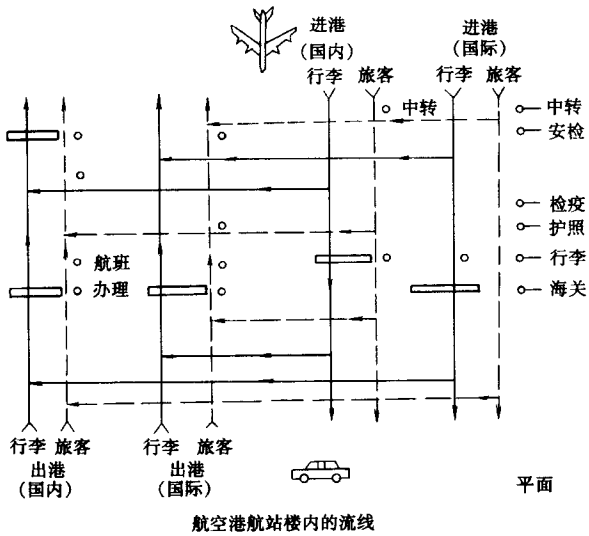 进港
(国内)
进港
(国际)
行李 旅客
行李 旅客
中转
中转
安检
检疫
护照
航班
办理
行李
海关
行李 旅客
出港
(国内)
行李 旅客
出港
(国际)
平面
航空港航站楼内的流线